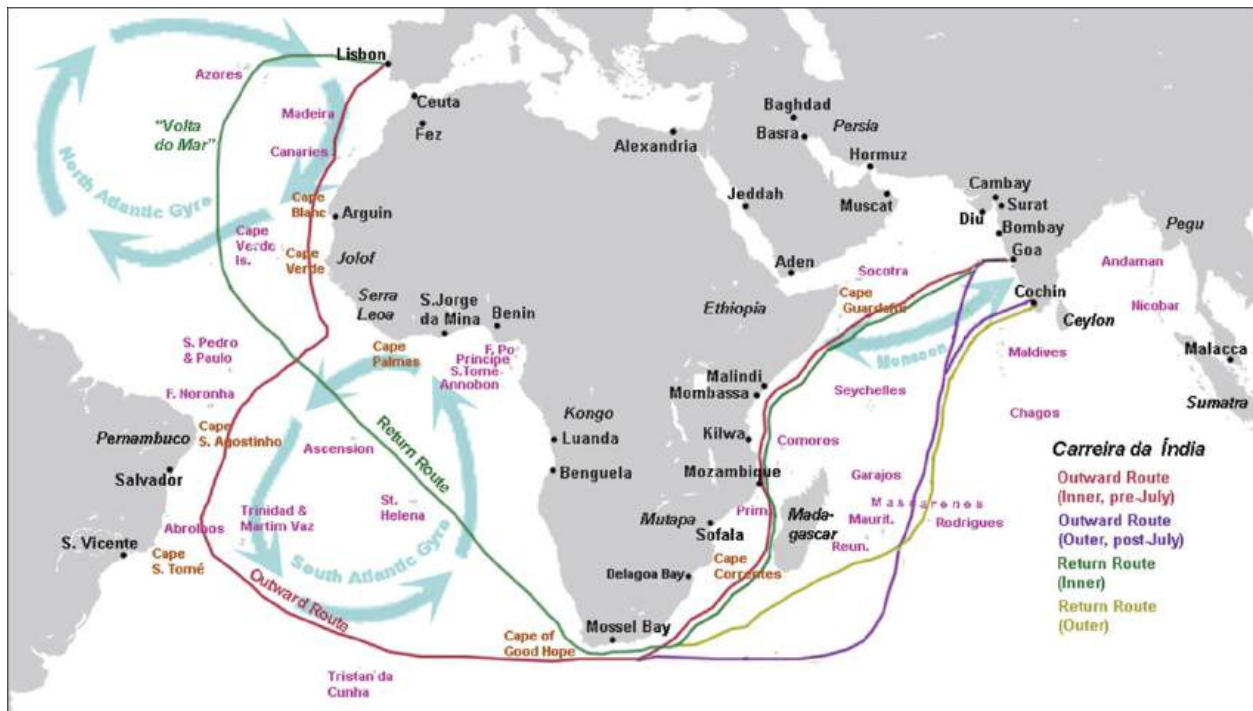 Lisbon
Azores
Ceuta
Madeira
Fez
"Volta
do Mar"
Canaries
North Atlantic Gyre
Cape
Blanc
Arguin
Cape
Verde
Is.
Cape
Verde
Jolof
Alexandria
Baghdad
Basra
Persia
Hormuz
Jeddah
Muscat
Cambay
Surat
Diu
Bombay
Pegu
Goa
Aden
Socotra
Andaman
Cape
Guardafui
Cochin
Nicobar
Ceylon
Serra
Leoa
S.Jorge
da Mina
Benin
Ethiopia
Monsoon
Maldives
Malacca
S. Pedro
& Paulo
Cape
Palmas
F. Po
Principe
S.Tomé
Annobon
Malindi
Mombassa
Seychelles
Sumatra
F. Noronha
Chagos
Pernambuco
Cape
S. Agostinho
Ascension
Return Route
Kongo
Luanda
Kilwa
Comoros
Salvador
Benguela
Mozambique
Garajos
Mascarenes
Carreira da Índia
Outward Route
(Inner, pre-July)
Outward Route
(Outer, post-July)
Return Route
(Inner)
Return Route
(Outer)
Abrolhos
Trinidad &
Martim Vaz
St.
Helena
Mutapa
Prim.
Mada-
gascar
Maurit.
Rodrigues
Sofala
Reun.
S. Vicente
Cape
S. Tomé
South Atlantic Gyre
Delagoa Bay
Cape
Correntes
Outward Route
Cape of
Good Hope
Mossel Bay
Tristan da
Cunha